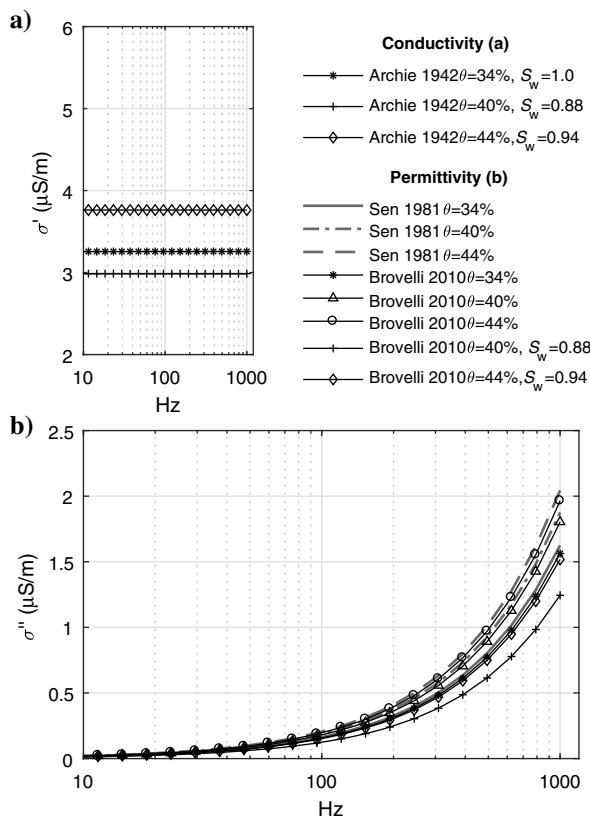 a)
6
5
4
3
2
σ' (µS/m)
10 100 1000
Hz
Conductivity (a)
Archie 1942θ=34%, Sw=1.0
Archie 1942θ=40%, Sw=0.88
Archie 1942θ=44%,Sw=0.94
Permittivity (b)
Sen 1981θ=34%
Sen 1981θ=40%
Sen 1981θ=44%
Brovelli 2010θ=34%
Brovelli 2010θ=40%
Brovelli 2010θ=44%
Brovelli 2010θ=40%, Sw=0.88
Brovelli 2010θ=44%,Sw=0.94
b)
2.5
2
1.5
1
0.5
0
σ'' (µS/m)
10 100 1000
Hz